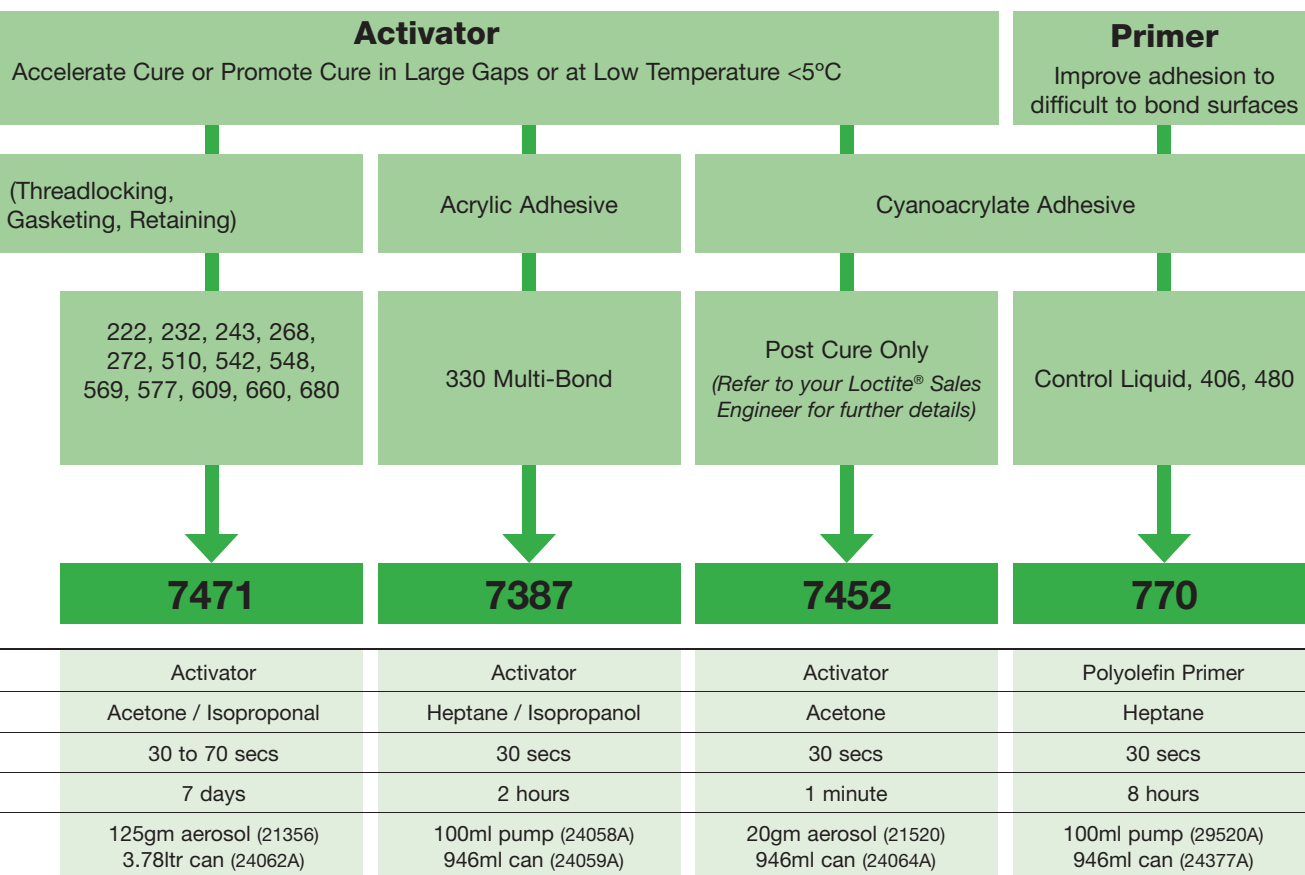 Activator
Accelerate Cure or Promote Cure in Large Gaps or at Low Temperature <5ºC
Primer
Improve adhesion to
difficult to bond surfaces
(Threadlocking,
Gasketing, Retaining)
Acrylic Adhesive
Cyanoacrylate Adhesive
222, 232, 243, 268,
272, 510, 542, 548,
569, 577, 609, 660, 680
330 Multi-Bond
Post Cure Only
(Refer to your Loctite® Sales
Engineer for further details)
Control Liquid, 406, 480
7471 7387 7452 770
Activator Activator Activator Polyolefin Primer
Acetone / Isoproponal Heptane / Isopropanol Acetone Heptane
30 to 70 secs 30 secs 30 secs 30 secs
7 days 2 hours 1 minute 8 hours
125gm aerosol (21356) 100ml pump (24058A) 20gm aerosol (21520) 100ml pump (29520A)
3.78ltr can (24062A) 946ml can (24059A) 946ml can (24064A) 946ml can (24377A)